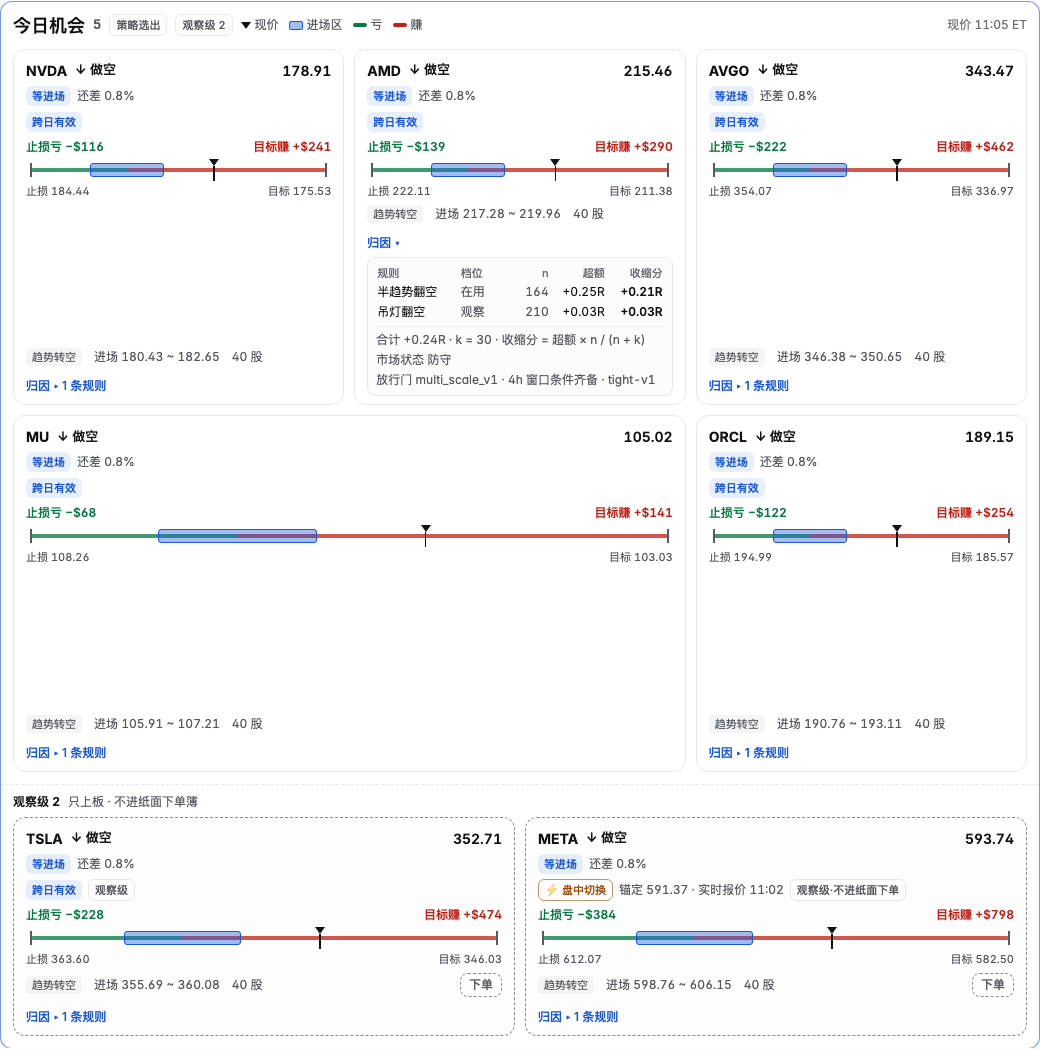 今日机会 5 策略选出 观察级 2 现价 进场区 亏 赚 现价 11:05 ET
NVDA ↓ 做空 178.91
等进场 还差 0.8%
跨日有效
止损亏 −$116 目标赚 +$241
止损 184.44 目标 175.53
趋势转空 进场 180.43 ~ 182.65 40 股
归因 ▸ 1 条规则
AMD ↓ 做空 215.46
等进场 还差 0.8%
跨日有效
止损亏 −$139 目标赚 +$290
止损 222.11 目标 211.38
趋势转空 进场 217.28 ~ 219.96 40 股
归因 ▾
规则 档位 n 超额 收缩分
半趋势翻空 在用 164 +0.25R +0.21R
吊灯翻空 观察 210 +0.03R +0.03R
合计 +0.24R · k = 30 · 收缩分 = 超额 × n / (n + k)
市场状态 防守
放行门 multi_scale_v1 · 4h 窗口条件齐备 · tight-v1
AVGO ↓ 做空 343.47
等进场 还差 0.8%
跨日有效
止损亏 −$222 目标赚 +$462
止损 354.07 目标 336.97
趋势转空 进场 346.38 ~ 350.65 40 股
归因 ▸ 1 条规则
MU ↓ 做空 105.02
等进场 还差 0.8%
跨日有效
止损亏 −$68 目标赚 +$141
止损 108.26 目标 103.03
趋势转空 进场 105.91 ~ 107.21 40 股
归因 ▸ 1 条规则
ORCL ↓ 做空 189.15
等进场 还差 0.8%
跨日有效
止损亏 −$122 目标赚 +$254
止损 194.99 目标 185.57
趋势转空 进场 190.76 ~ 193.11 40 股
归因 ▸ 1 条规则
观察级 2 只上板 · 不进纸面下单簿
TSLA ↓ 做空 352.71
等进场 还差 0.8%
跨日有效 观察级
止损亏 −$228 目标赚 +$474
止损 363.60 目标 346.03
趋势转空 进场 355.69 ~ 360.08 40 股 下单
归因 ▸ 1 条规则
META ↓ 做空 593.74
等进场 还差 0.8%
⚡ 盘中切换 锚定 591.37 · 实时报价 11:02 观察级·不进纸面下单
止损亏 −$384 目标赚 +$798
止损 612.07 目标 582.50
趋势转空 进场 598.76 ~ 606.15 40 股 下单
归因 ▸ 1 条规则